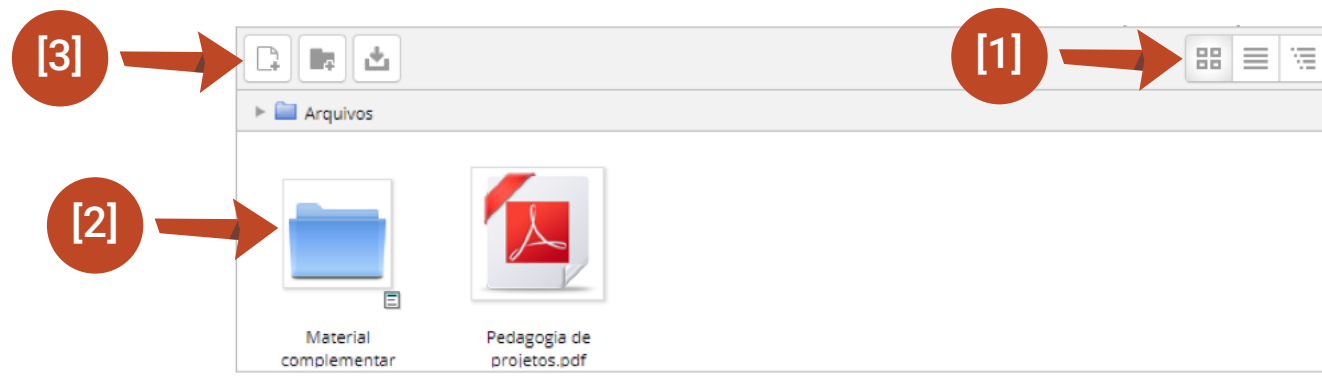 [3]
[1]
Arquivos
[2]
Material
complementar
Pedagogia de
projetos.pdf